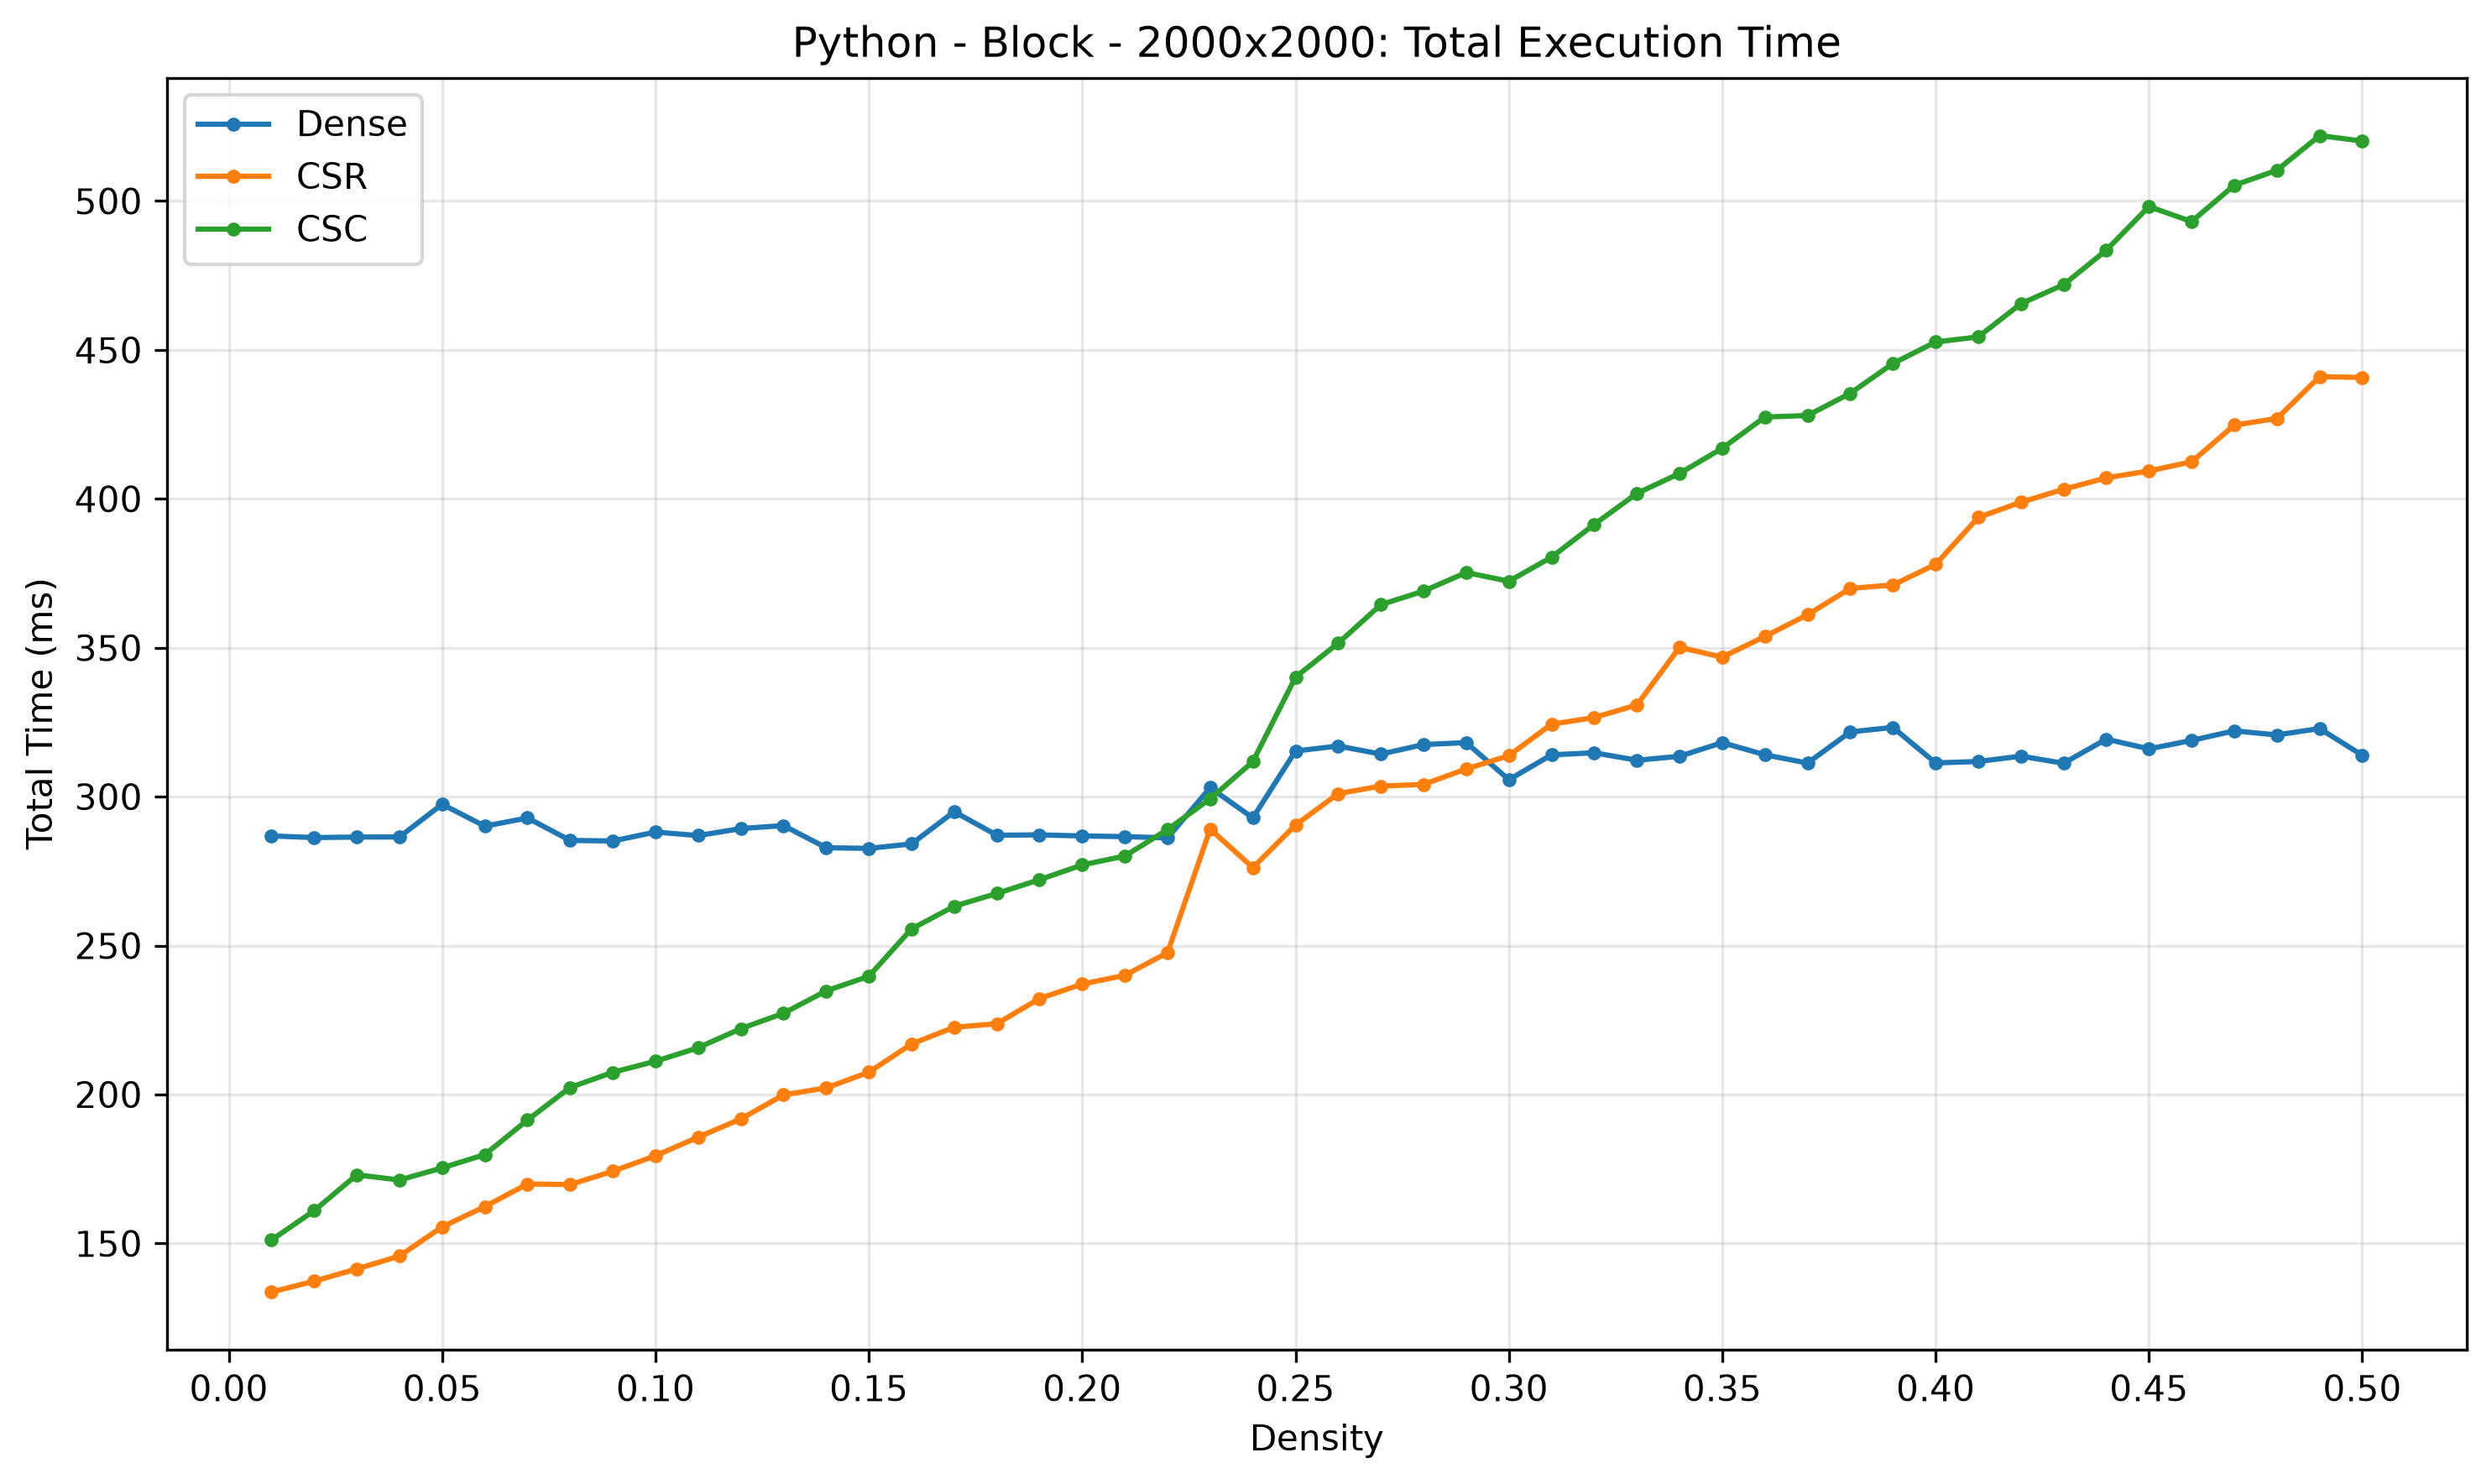 Python - Block - 2000x2000: Total Execution Time
Dense
CSR
CSC
Total Time (ms)
500
450
400
350
300
250
200
150
0.00 0.05 0.10 0.15 0.20 0.25 0.30 0.35 0.40 0.45 0.50
Density